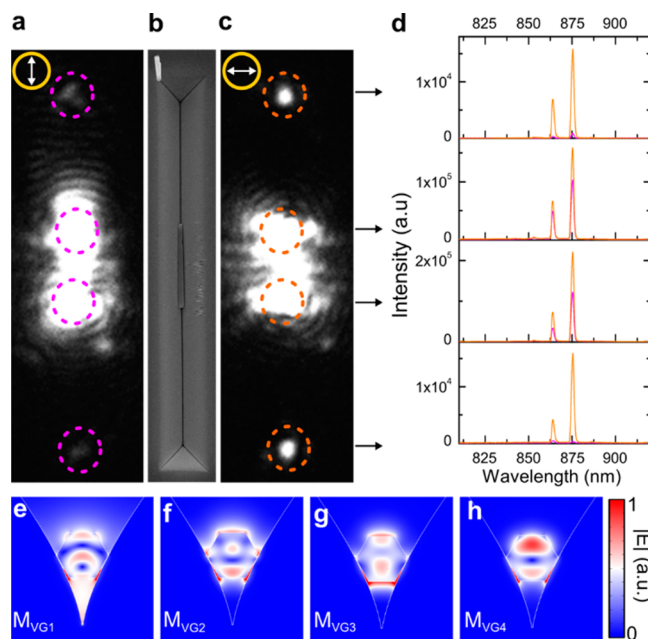 a b c d
825 850 875 900
1x10⁴
0
1x10⁵
0
2x10⁵
0
1x10⁴
0
Intensity (a.u)
825 850 875 900
Wavelength (nm)
e f g h
M_VG1 M_VG2 M_VG3 M_VG4
1
0
|E| (a.u.)